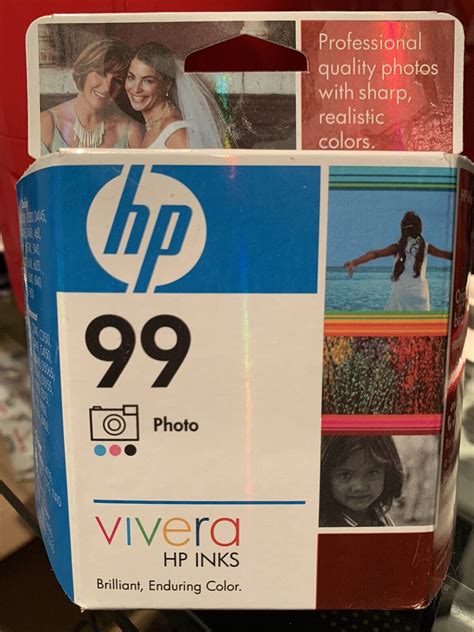 Professional
quality photos
with sharp,
realistic
colors.
hp
99
Photo
vivera
HP INKS
Brilliant, Enduring Color.